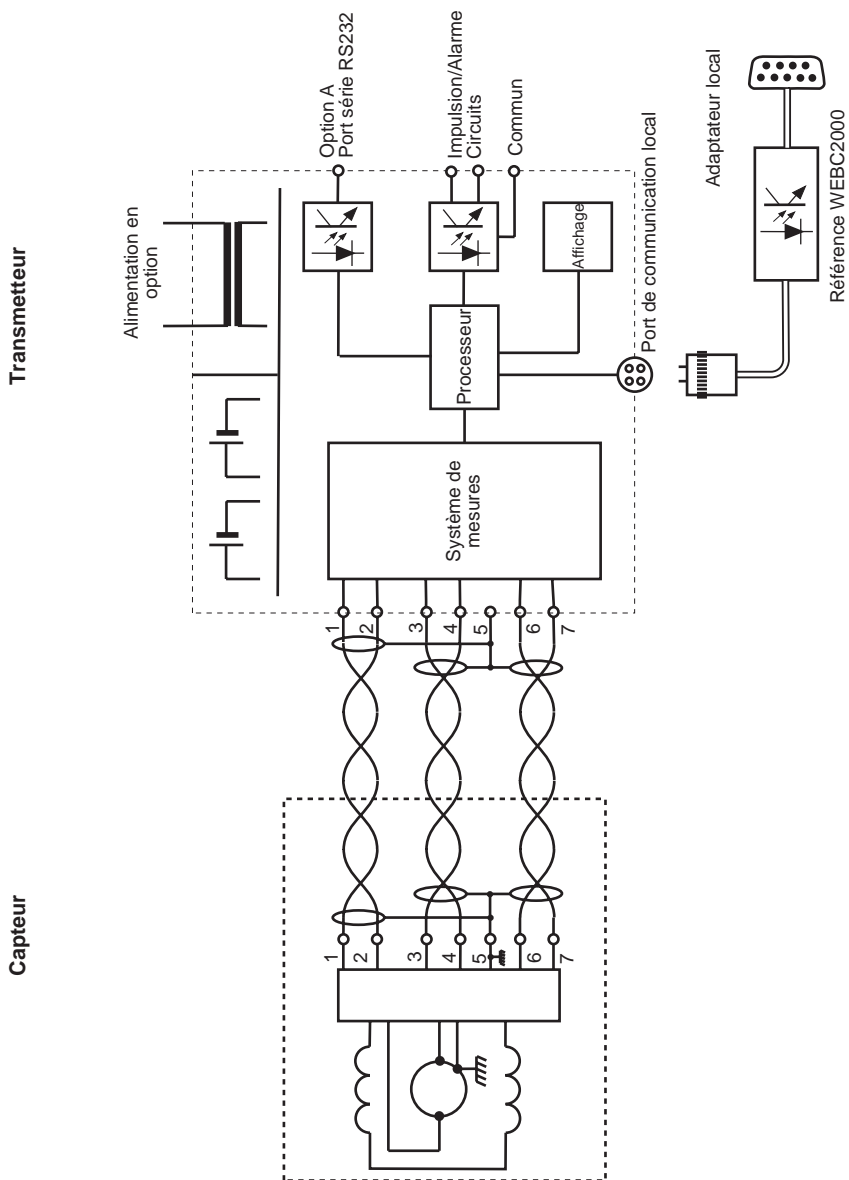 Transmetteur
Capteur
Alimentation en
option
Option A
Port série RS232
Impulsion/Alarme
Circuits
Commun
Affichage
Processeur
Port de communication local
Système de
mesures
Adaptateur local
Référence WEBC2000
1
2
3
4
5
6
7
1
2
3
4
5
6
7